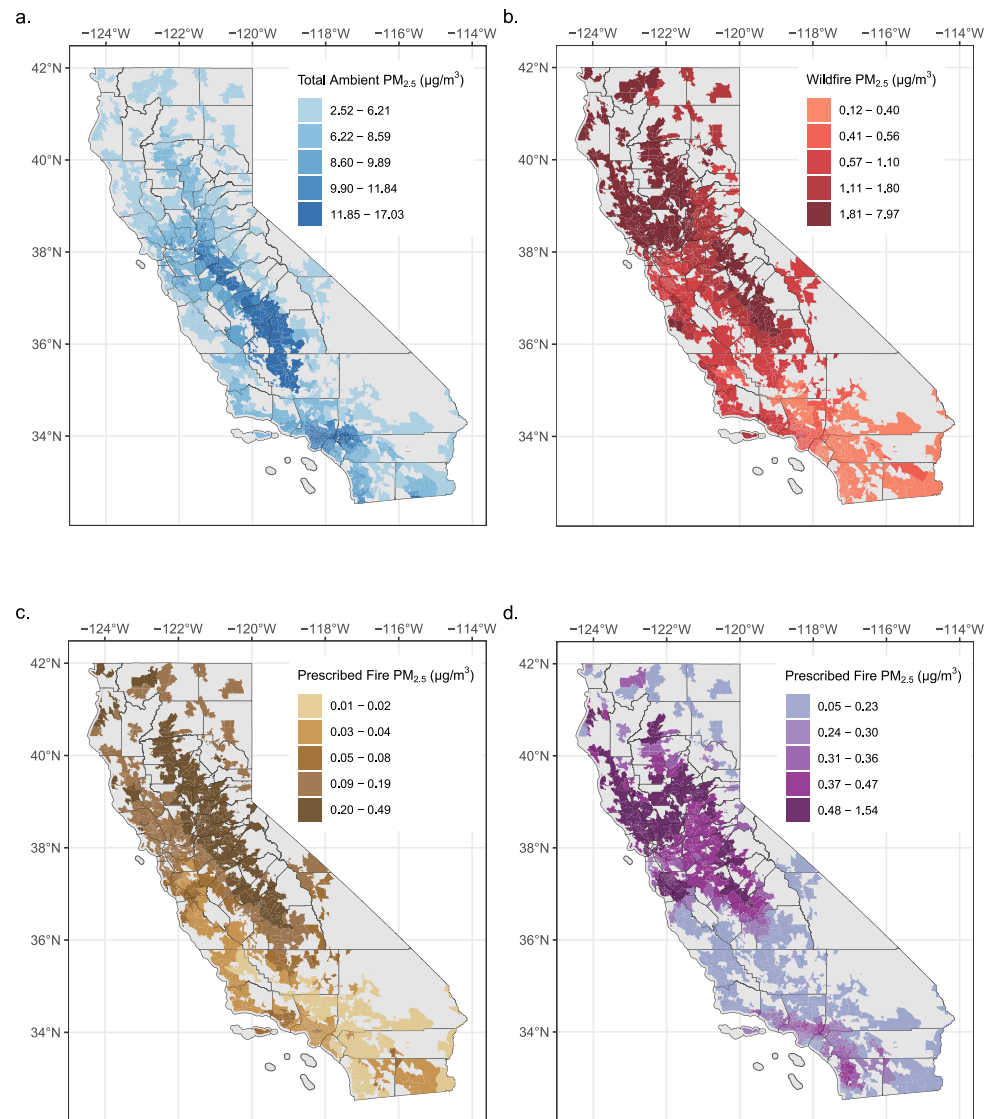 a.
b.
−124°W −122°W −120°W −118°W −116°W −114°W
−124°W −122°W −120°W −118°W −116°W −114°W
42°N
40°N
38°N
36°N
34°N
Total Ambient PM2.5 (μg/m³)
2.52 – 6.21
6.22 – 8.59
8.60 – 9.89
9.90 – 11.84
11.85 – 17.03
42°N
40°N
38°N
36°N
34°N
Wildfire PM2.5 (μg/m³)
0.12 – 0.40
0.41 – 0.56
0.57 – 1.10
1.11 – 1.80
1.81 – 7.97
c.
d.
−124°W −122°W −120°W −118°W −116°W −114°W
−124°W −122°W −120°W −118°W −116°W −114°W
42°N
40°N
38°N
36°N
34°N
Prescribed Fire PM2.5 (μg/m³)
0.01 – 0.02
0.03 – 0.04
0.05 – 0.08
0.09 – 0.19
0.20 – 0.49
42°N
40°N
38°N
36°N
34°N
Prescribed Fire PM2.5 (μg/m³)
0.05 – 0.23
0.24 – 0.30
0.31 – 0.36
0.37 – 0.47
0.48 – 1.54